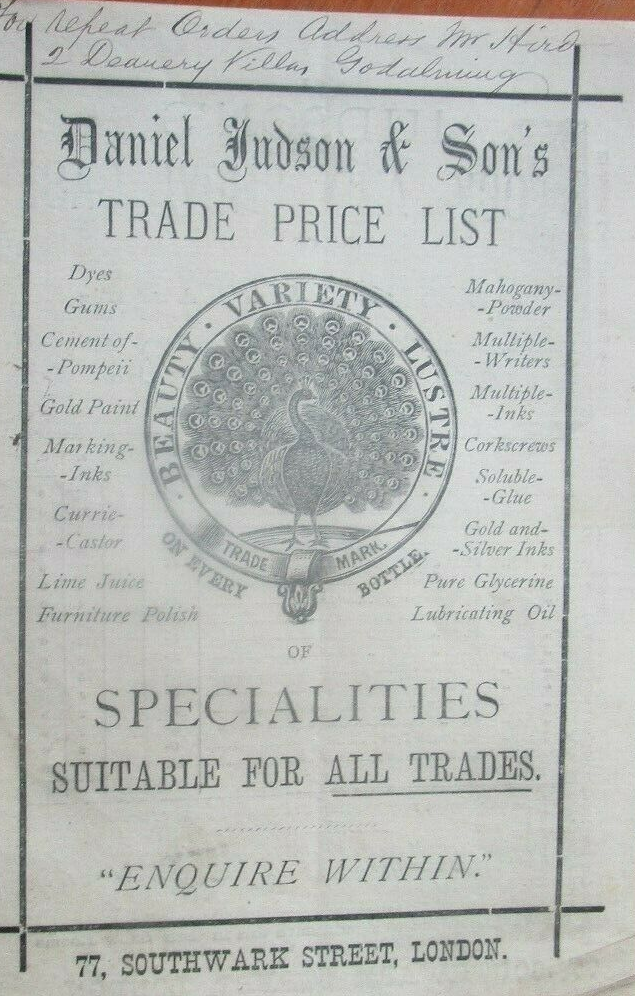 For repeat Orders Address Mr Hird
2 Deanery Villas Godalming
Daniel Judson & Son's
TRADE PRICE LIST
Dyes
Gums
Cement of-
-Pompeii
Gold Paint
Marking-
-Inks
Currie-
-Castor
Lime Juice
Furniture Polish
· BEAUTY · VARIETY · LUSTRE ·
TRADE MARK.
ON EVERY BOTTLE.
Mahogany-
-Powder
Multiple-
-Writers
Multiple-
-Inks
Corkscrews
Soluble-
-Glue
Gold and-
-Silver Inks
Pure Glycerine
Lubricating Oil
OF
SPECIALITIES
SUITABLE FOR ALL TRADES.
"ENQUIRE WITHIN."
77, SOUTHWARK STREET, LONDON.